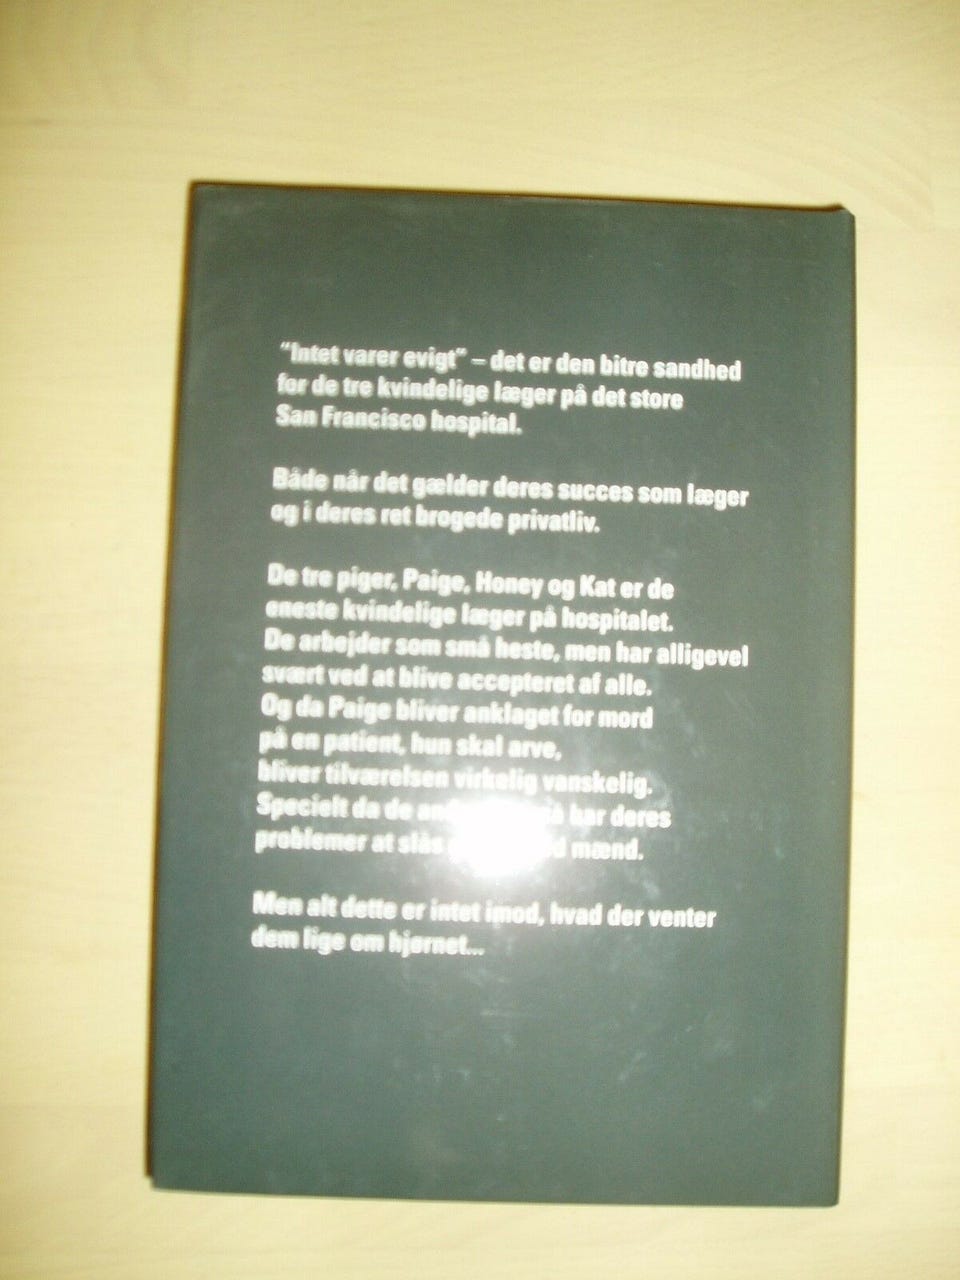 "Intet varer evigt" – det er den bitre sandhed
for de tre kvindelige læger på det store
San Francisco hospital.
Både når det gælder deres succes som læger
og i deres ret brogede privatliv.
De tre piger, Paige, Honey og Kat er de
eneste kvindelige læger på hospitalet.
De arbejder som små heste, men har alligevel
svært ved at blive accepteret af alle.
Og da Paige bliver anklaget for mord
på en patient, hun skal arve,
bliver tilværelsen virkelig vanskelig.
Specielt da de har deres
problemer at slås mænd.
Men alt dette er intet imod, hvad der venter
dem lige om hjørnet...